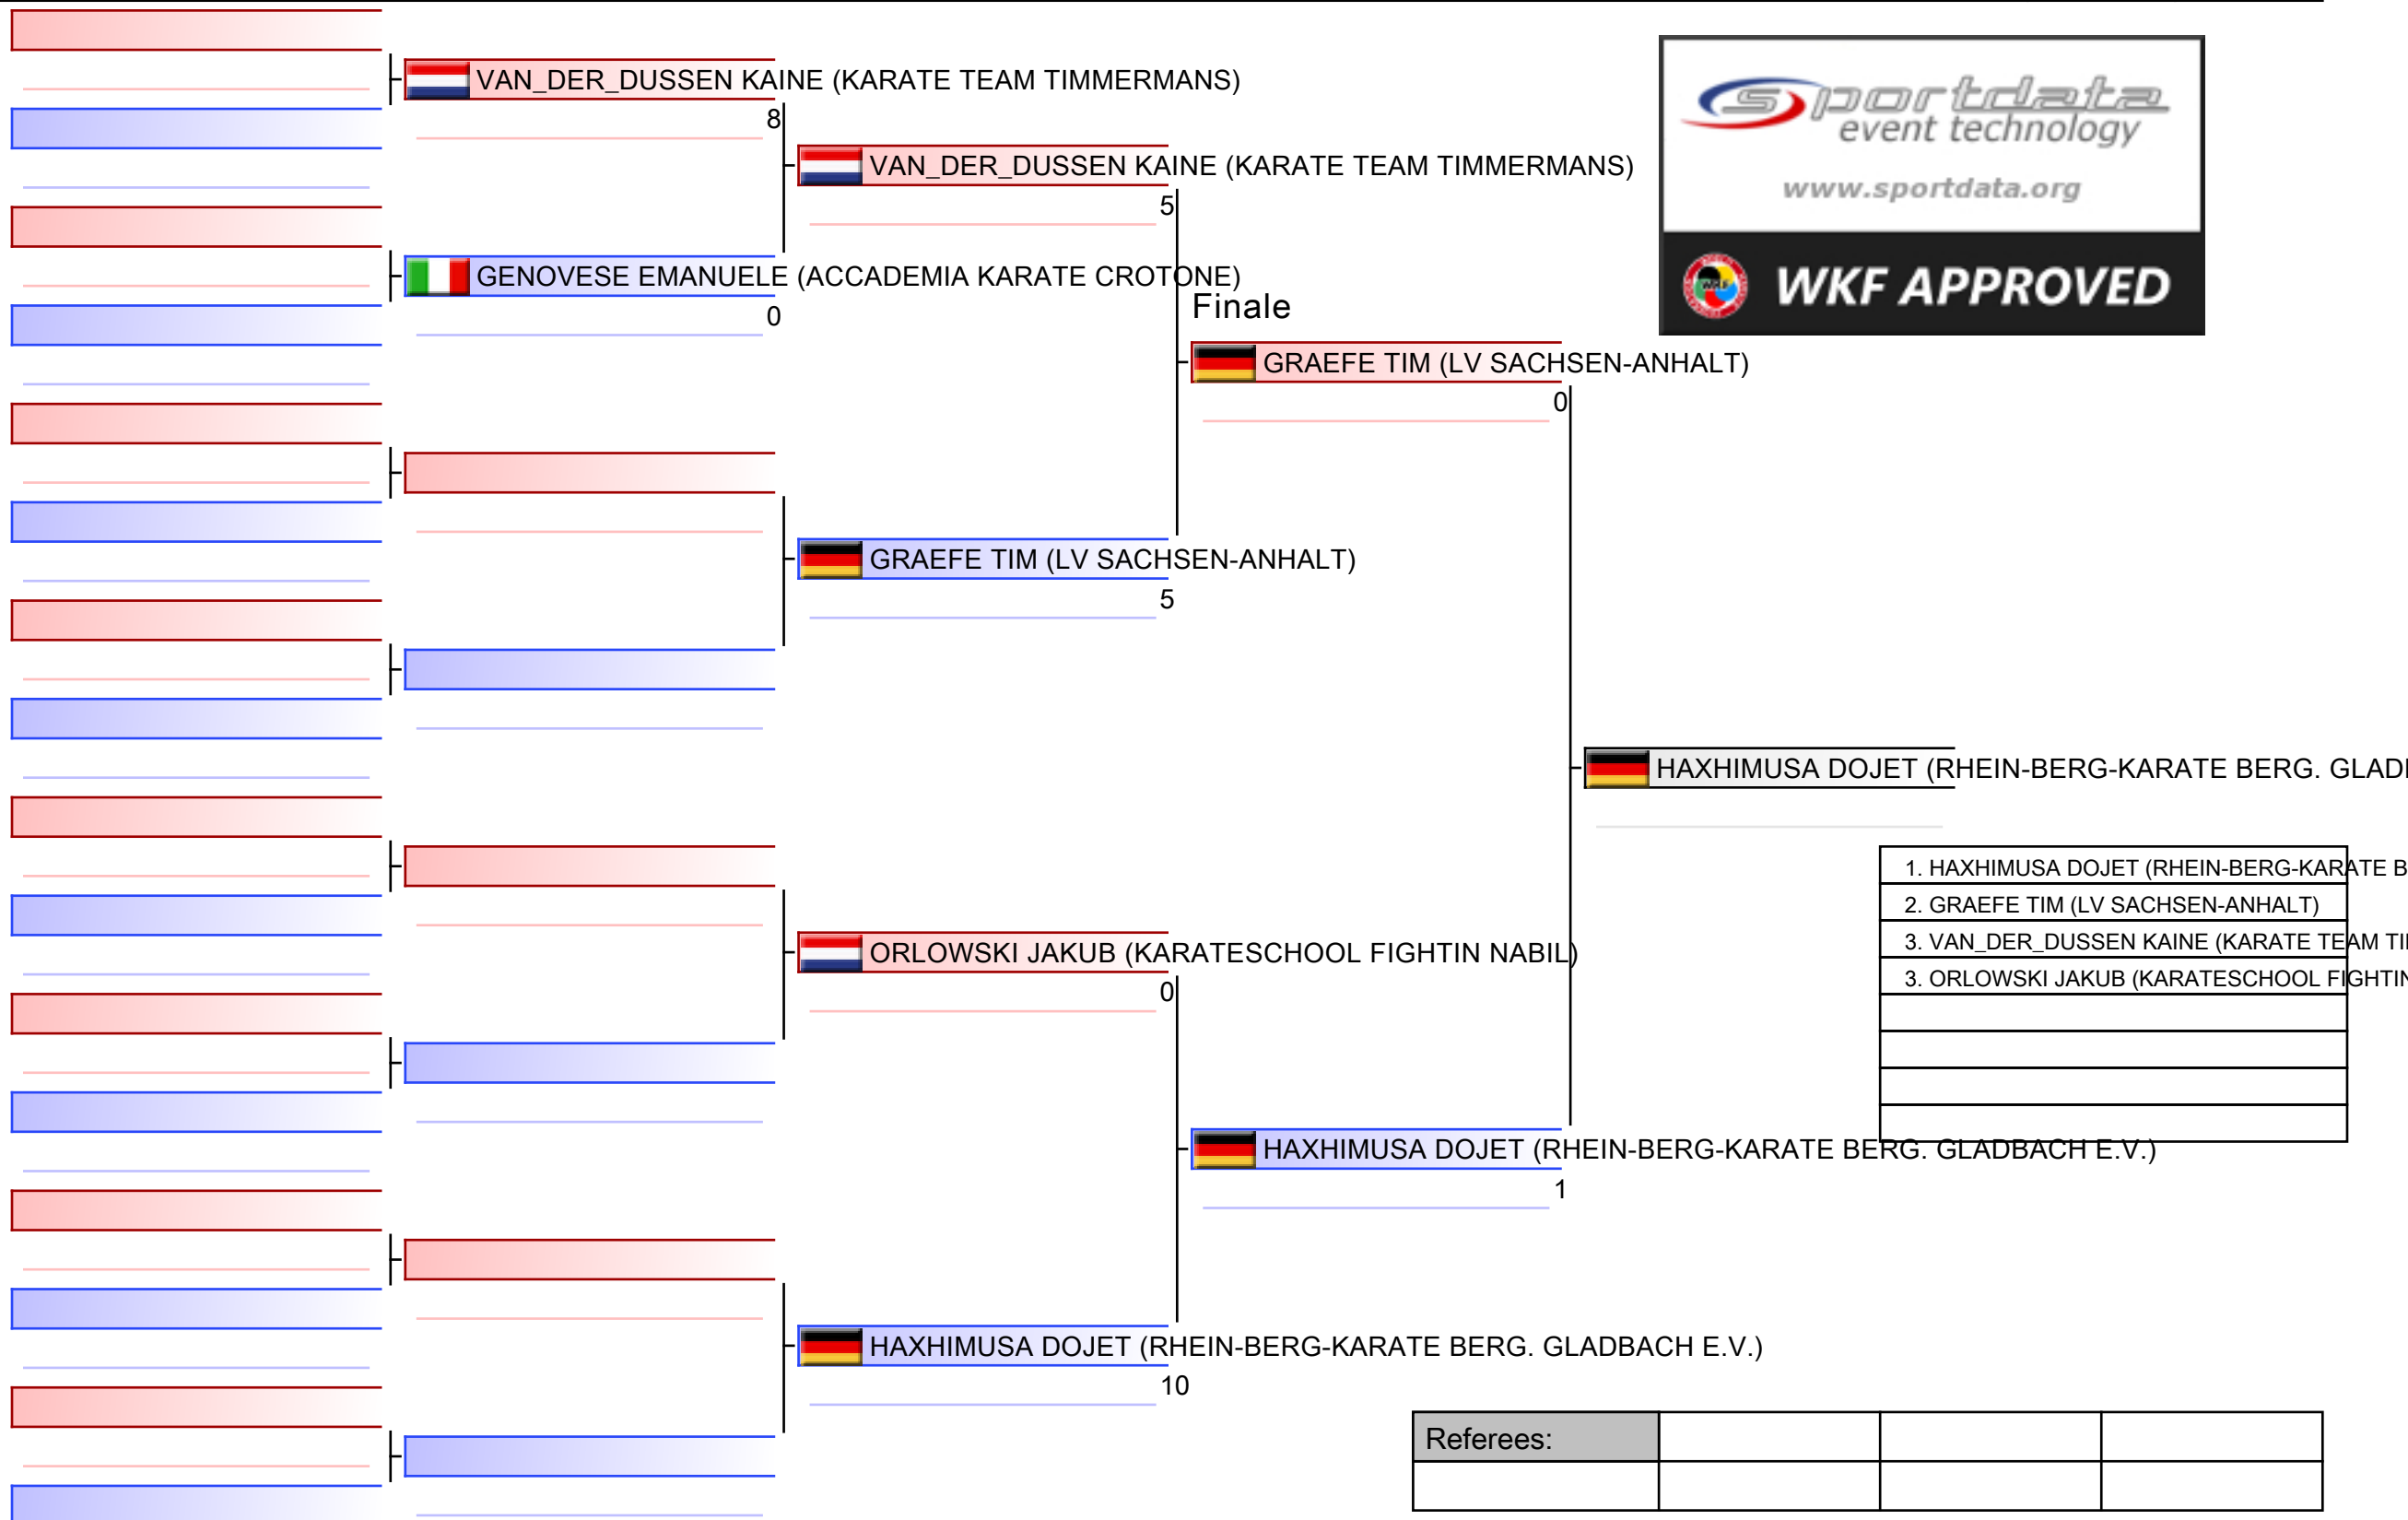 VAN_DER_DUSSEN KAINE (KARATE TEAM TIMMERMANS)
8
GENOVESE EMANUELE (ACCADEMIA KARATE CROTONE)
0
VAN_DER_DUSSEN KAINE (KARATE TEAM TIMMERMANS)
5
GRAEFE TIM (LV SACHSEN-ANHALT)
5
ORLOWSKI JAKUB (KARATESCHOOL FIGHTIN NABIL)
0
HAXHIMUSA DOJET (RHEIN-BERG-KARATE BERG. GLADBACH E.V.)
10
Finale
GRAEFE TIM (LV SACHSEN-ANHALT)
0
HAXHIMUSA DOJET (RHEIN-BERG-KARATE BERG. GLADBACH E.V.)
1
HAXHIMUSA DOJET (RHEIN-BERG-KARATE BERG. GLAD
sportdata
event technology
www.sportdata.org
WKF
WKF APPROVED
1. HAXHIMUSA DOJET (RHEIN-BERG-KARATE B
2. GRAEFE TIM (LV SACHSEN-ANHALT)
3. VAN_DER_DUSSEN KAINE (KARATE TEAM TI
3. ORLOWSKI JAKUB (KARATESCHOOL FIGHTIN
Referees: